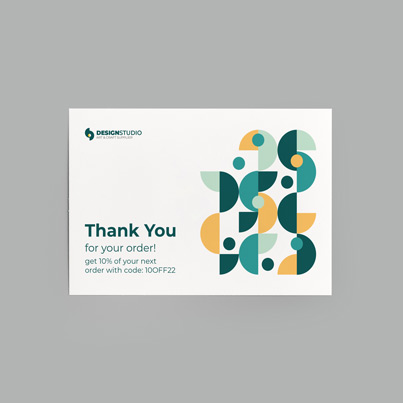 DESIGNSTUDIO
ART & CRAFT SUPPLIES
Thank You
for your order!
get 10% of your next
order with code: 10OFF22